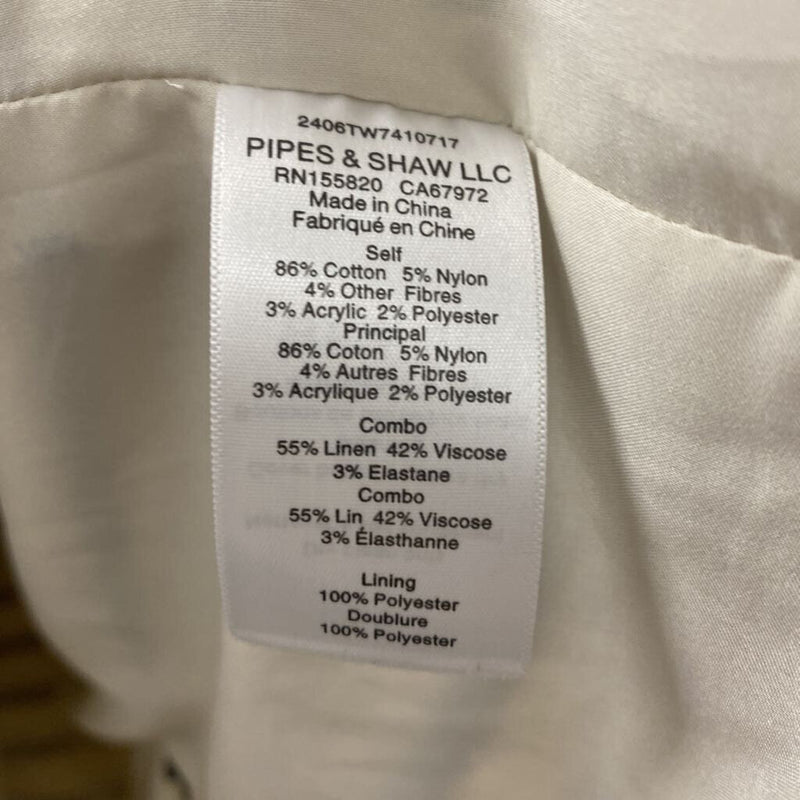 2406TW7410717
PIPES & SHAW LLC
RN155820 CA67972
Made in China
Fabriqué en Chine
Self
86% Cotton 5% Nylon
4% Other Fibres
3% Acrylic 2% Polyester
Principal
86% Coton 5% Nylon
4% Autres Fibres
3% Acrylique 2% Polyester
Combo
55% Linen 42% Viscose
3% Elastane
Combo
55% Lin 42% Viscose
3% Élasthanne
Lining
100% Polyester
Doublure
100% Polyester